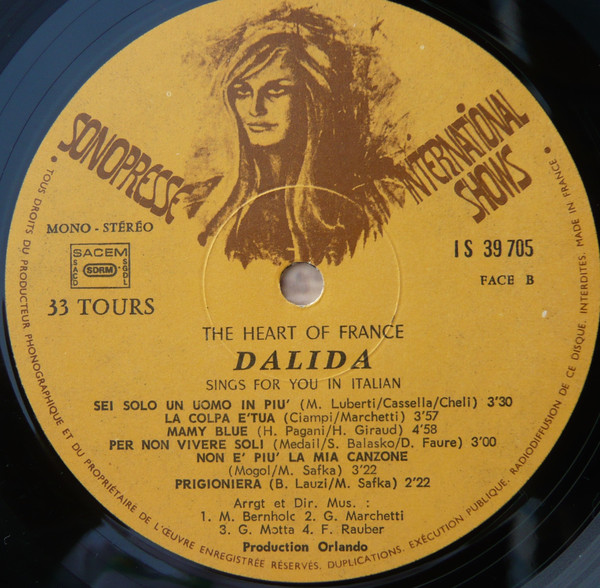 SONOPRESSE
INTERNATIONAL
SHOWS
MONO - STÉRÉO
SACEM
SACD
SDRM
SGDL
33 TOURS
IS 39 705
FACE B
THE HEART OF FRANCE
DALIDA
SINGS FOR YOU IN ITALIAN
SEI SOLO UN UOMO IN PIU' (M. Luberti/Cassella/Cheli) 3'30
LA COLPA E'TUA (Ciampi/Marchetti) 3'57
MAMY BLUE (H. Pagani/H. Giraud) 4'58
PER NON VIVERE SOLI (Medail/S. Balasko/D. Faure) 3'00
NON E' PIU' LA MIA CANZONE
(Mogol/M. Safka) 3'22
PRIGIONIERA (B. Lauzi/M. Safka) 2'22
Arrgt et Dir. Mus. :
1. M. Bernholc 2. G. Marchetti
3. G. Motta 4. F. Rauber
Production Orlando
• TOUS DROITS DU PRODUCTEUR PHONOGRAPHIQUE ET DU PROPRIÉTAIRE DE L'ŒUVRE ENREGISTRÉE RÉSERVÉS. DUPLICATIONS, EXÉCUTION PUBLIQUE, RADIODIFFUSION DE CE DISQUE, INTERDITES. MADE IN FRANCE •